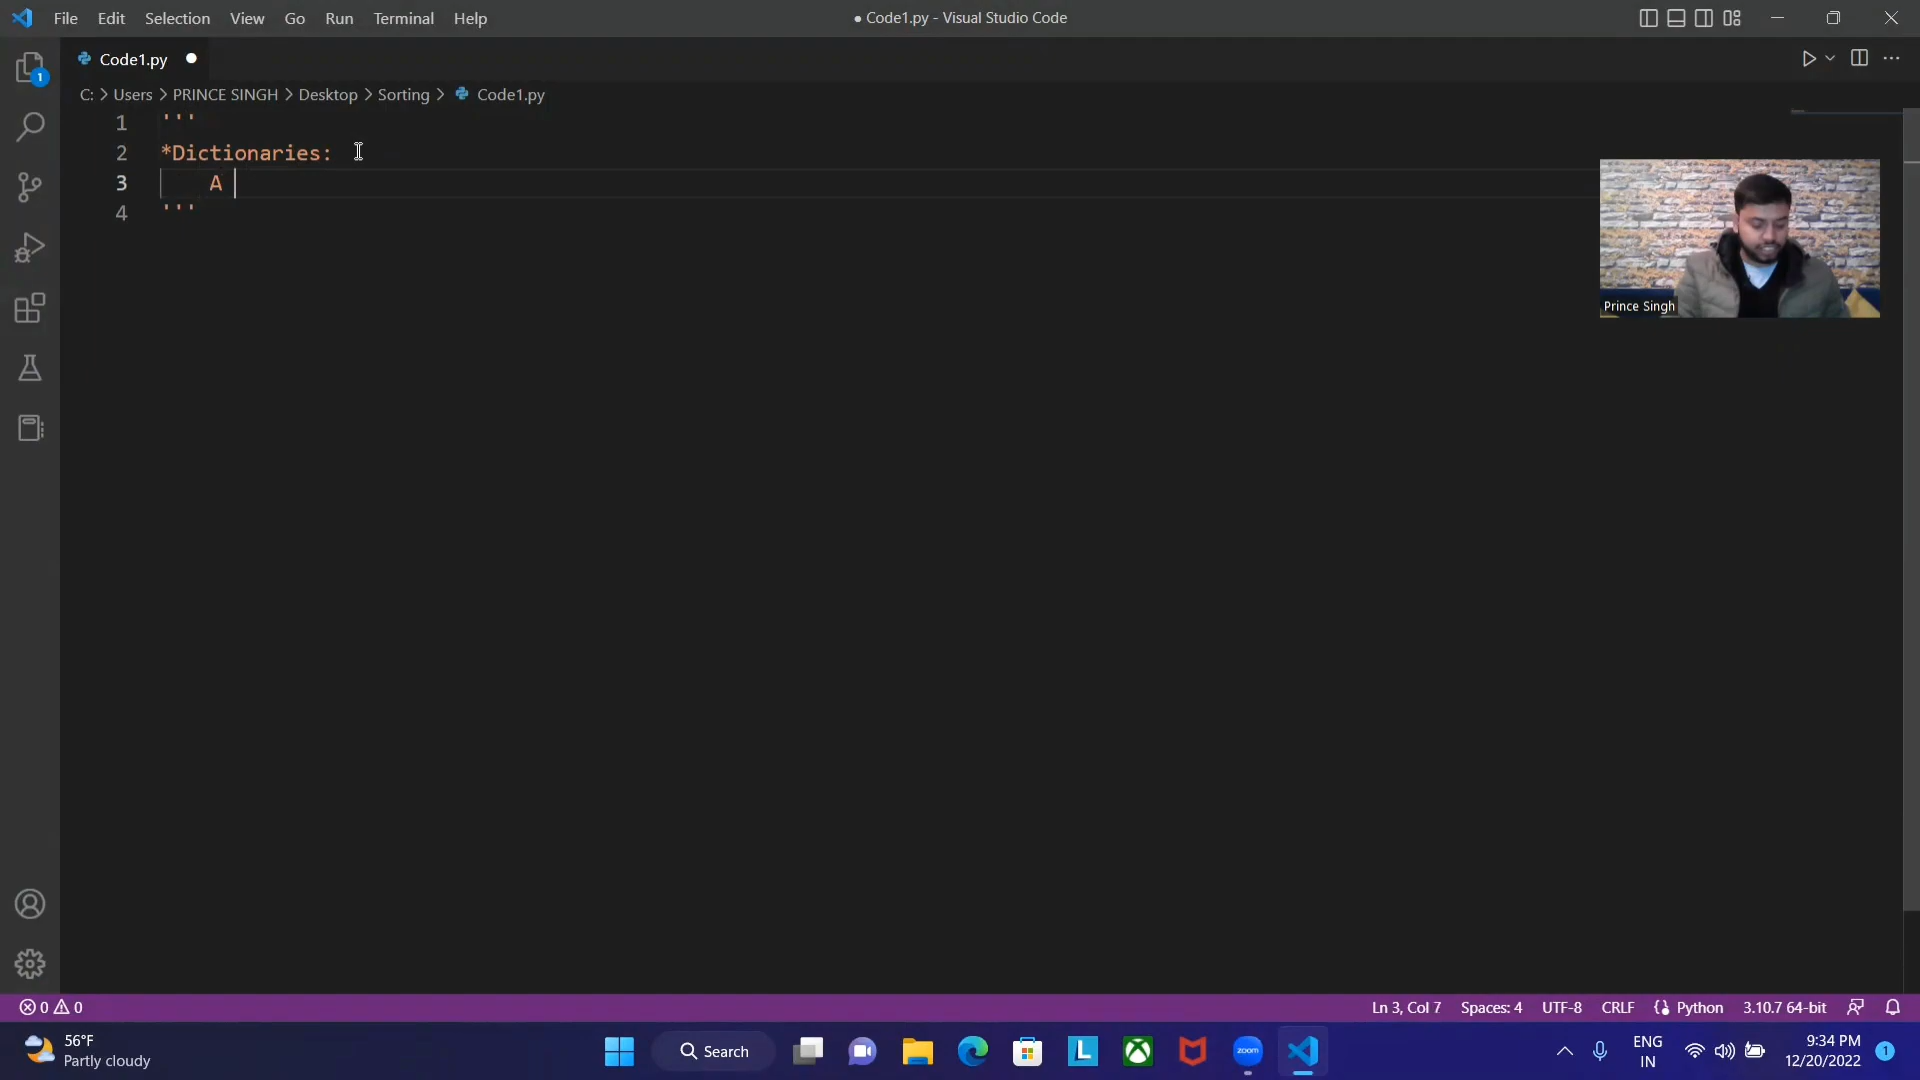 File Edit Selection View Go Run Terminal Help
● Code1.py - Visual Studio Code
Code1.py ●
C: > Users > PRINCE SINGH > Desktop > Sorting > Code1.py
1 '''
2 *Dictionaries:
3 A
4 '''
Prince Singh
1
0 0
Ln 3, Col 7 Spaces: 4 UTF-8 CRLF Python 3.10.7 64-bit
56°F
Partly cloudy
Search
L
zoom
ENG
IN
9:34 PM
12/20/2022
1